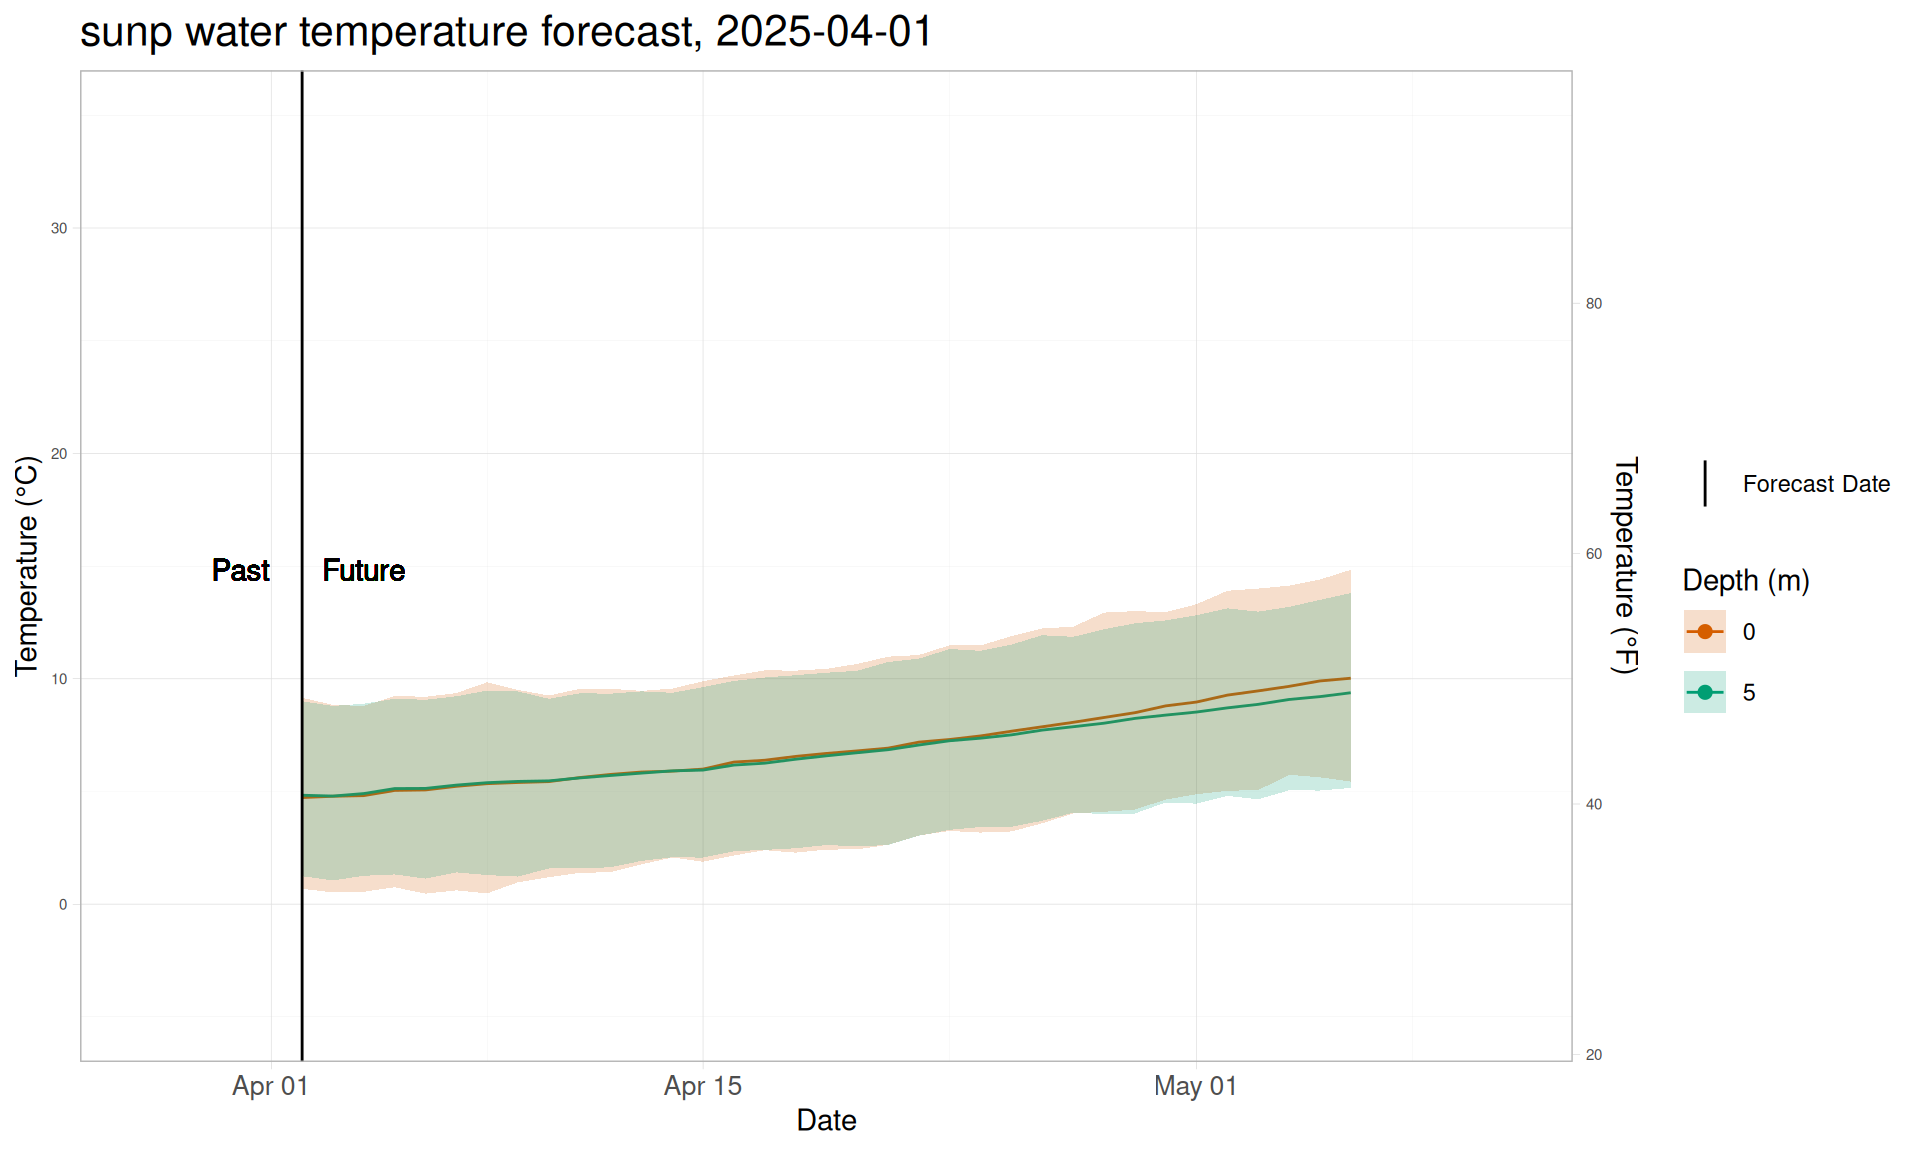 sunp water temperature forecast, 2025-04-01
30
20
10
0
Temperature (°C)
Past
Future
80
60
40
20
Temperature (°F)
Apr 01
Apr 15
May 01
Date
Forecast Date
Depth (m)
0
5